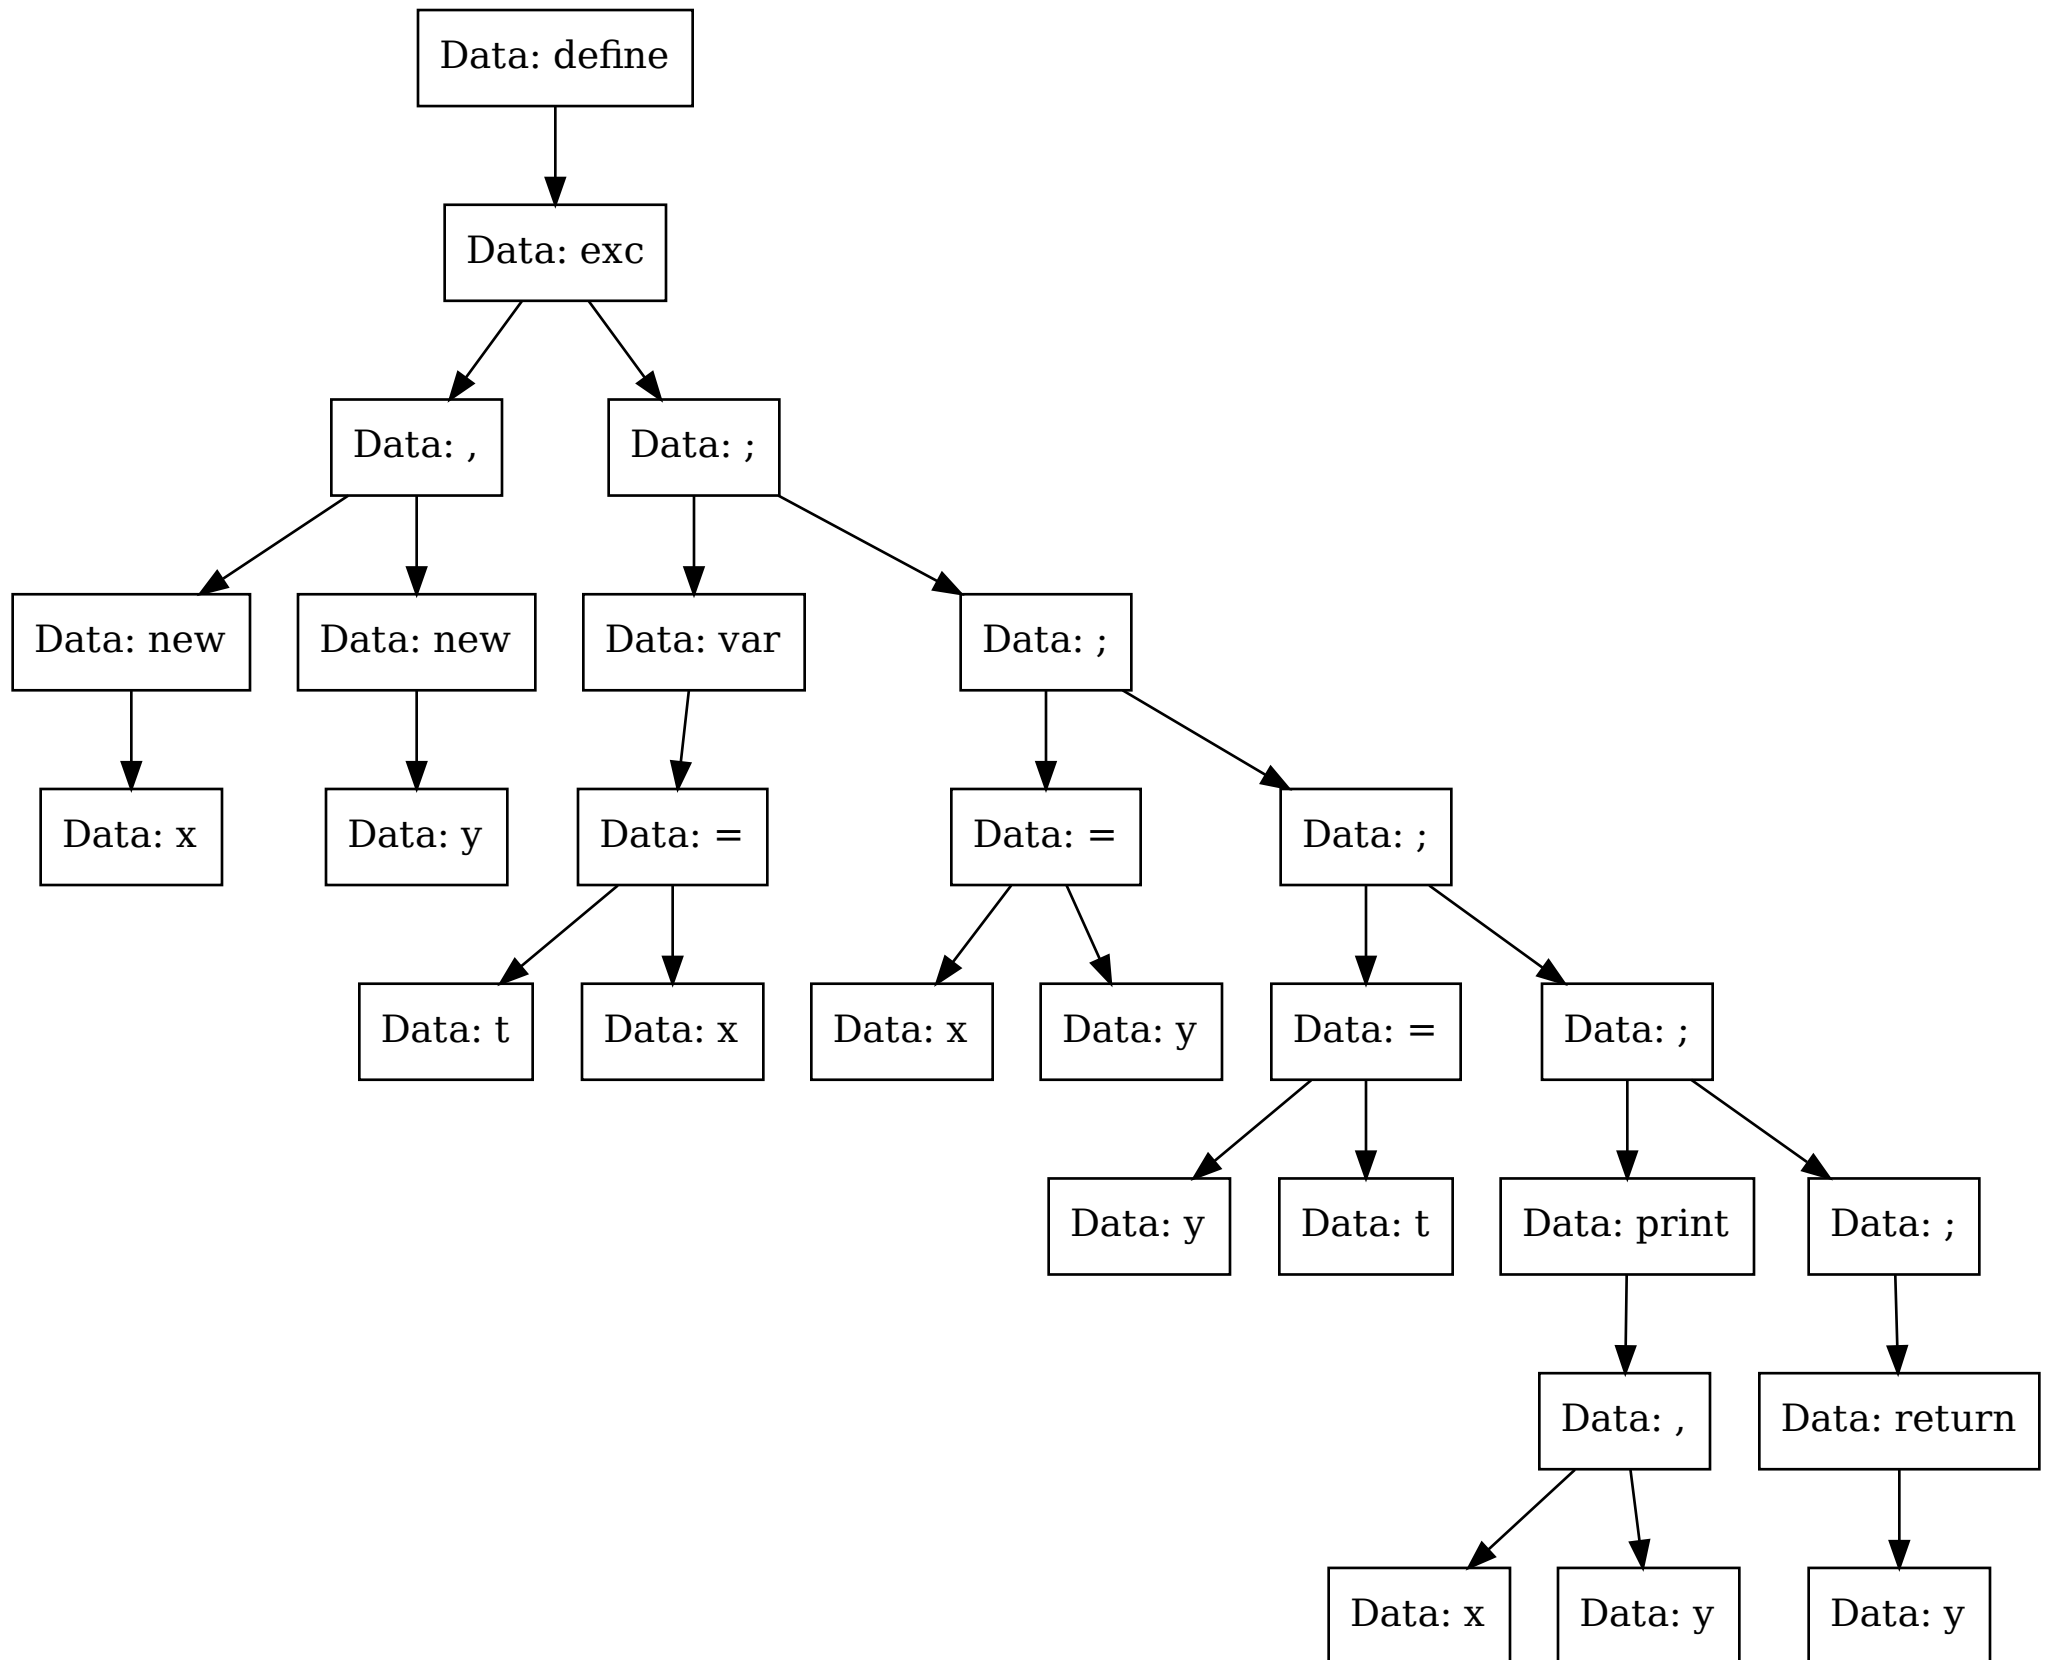 Data: define
Data: exc
Data: ,
Data: ;
Data: new
Data: new
Data: var
Data: ;
Data: x
Data: y
Data: =
Data: =
Data: ;
Data: t
Data: x
Data: x
Data: y
Data: =
Data: ;
Data: y
Data: t
Data: print
Data: ;
Data: ,
Data: return
Data: x
Data: y
Data: y